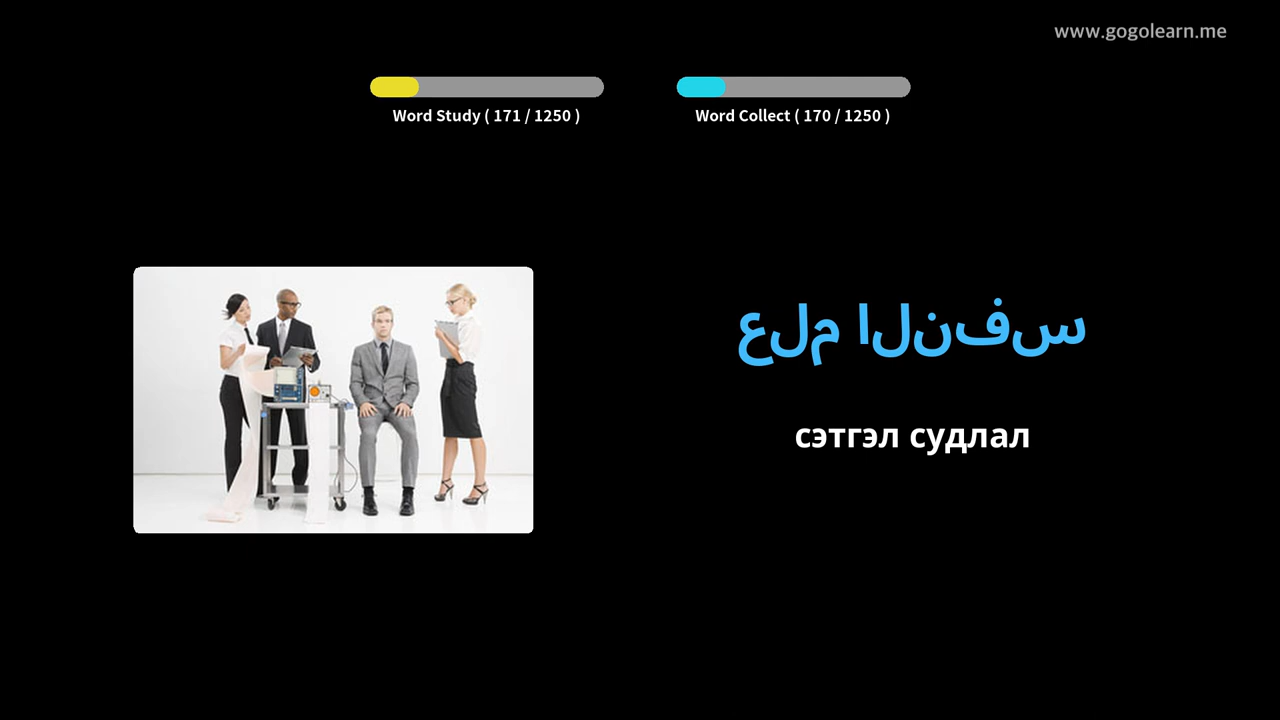 www.gogolearn.me
Word Study ( 171 / 1250 )
Word Collect ( 170 / 1250 )
علم النفس
сэтгэл судлал